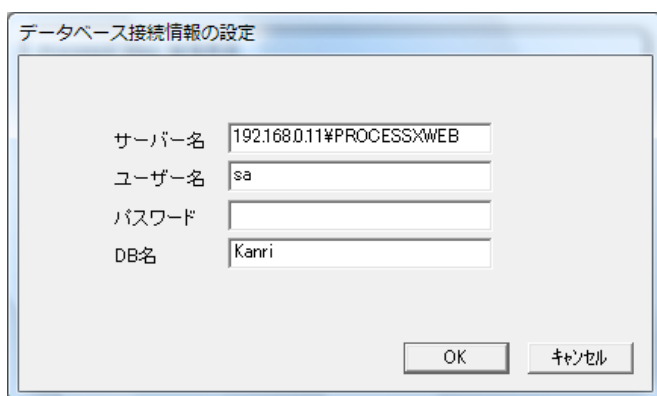 データベース接続情報の設定
サーバー名 192.168.0.11¥PROCESSXWEB
ユーザー名 sa
パスワード
DB名 Kanri
OK ｷｬﾝｾﾙ